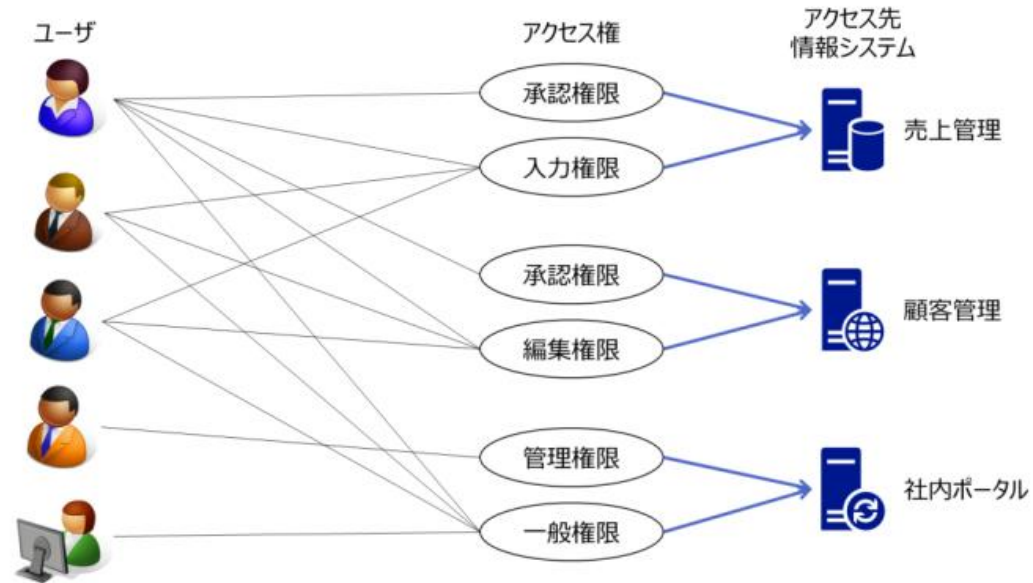 ユーザ
アクセス権
アクセス先
情報システム
承認権限
入力権限
売上管理
承認権限
編集権限
顧客管理
管理権限
一般権限
社内ポータル